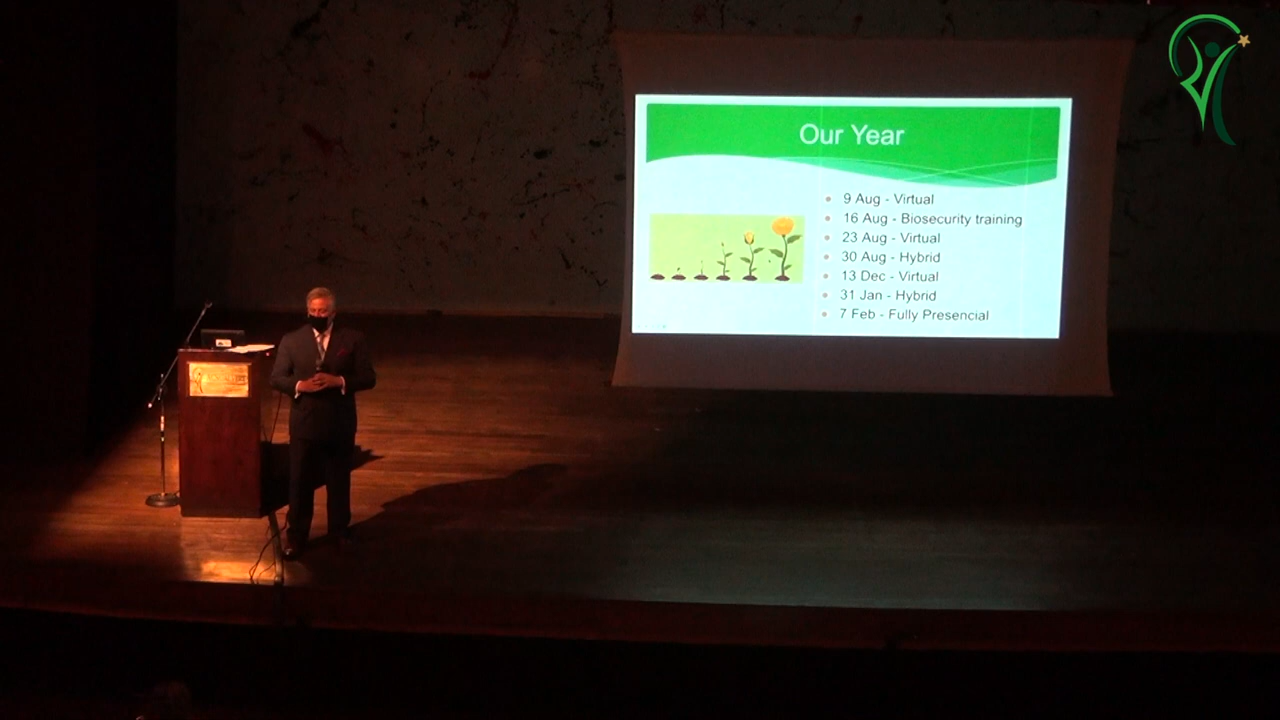 Our Year
9 Aug - Virtual
16 Aug - Biosecurity training
23 Aug - Virtual
30 Aug - Hybrid
13 Dec - Virtual
31 Jan - Hybrid
7 Feb - Fully Presencial